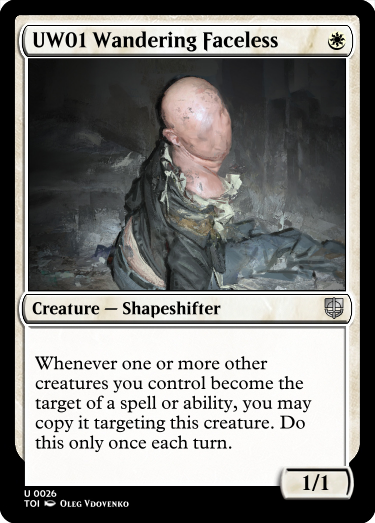 UW01 Wandering Faceless
Creature — Shapeshifter
Whenever one or more other
creatures you control become the
target of a spell or ability, you may
copy it targeting this creature. Do
this only once each turn.
1/1
U 0026
TOI Oleg Vdovenko